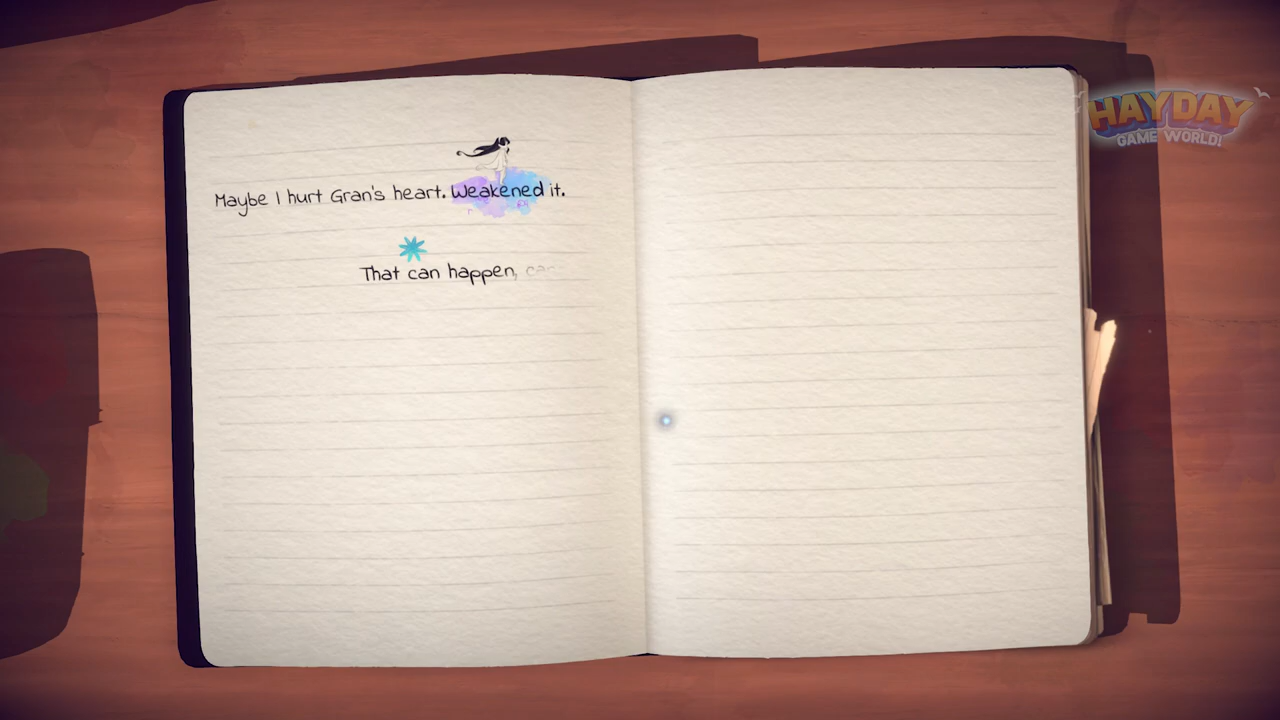 HAYDAY
GAME WORLD!
Maybe I hurt Gran's heart. Weakened it.
That can happen,